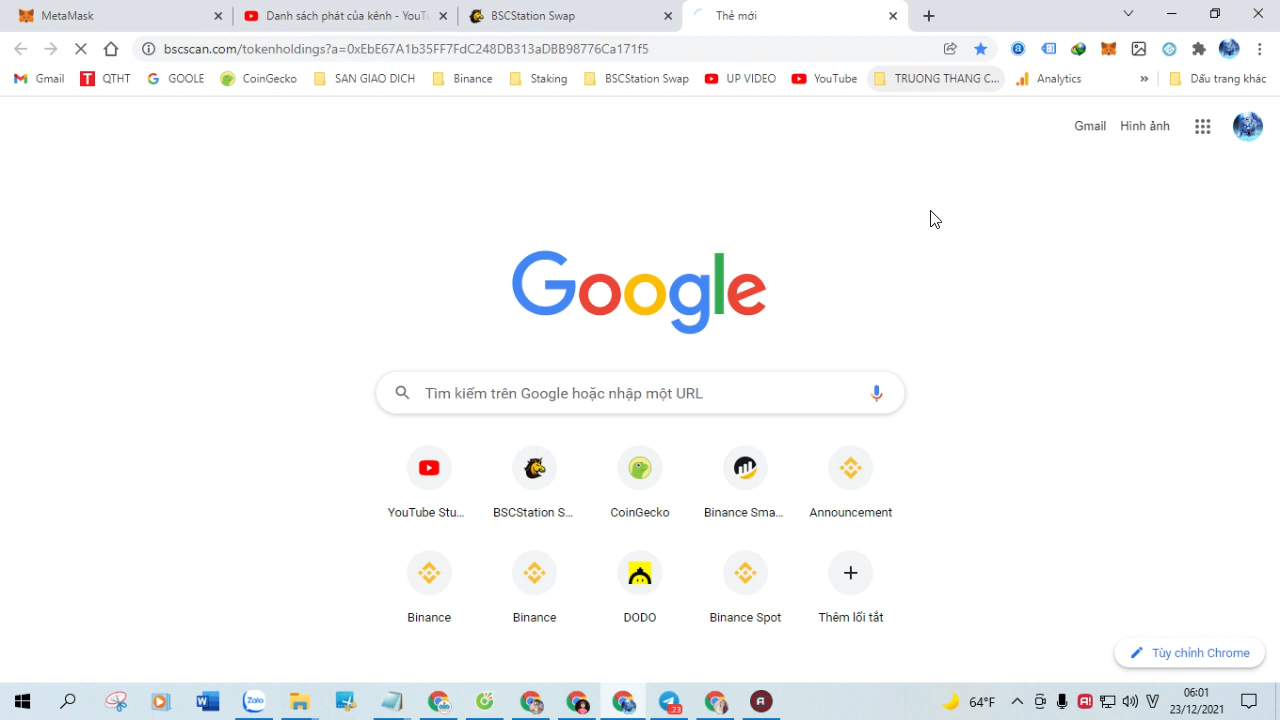 MetaMask
Danh sách phát của kênh - YouT
BSCStation Swap
Thẻ mới
bscscan.com/tokenholdings?a=0xEbE67A1b35FF7FdC248DB313aDBB98776Ca171f5
Gmail
QTHT
GOOLE
CoinGecko
SAN GIAO DICH
Binance
Staking
BSCStation Swap
UP VIDEO
YouTube
TRUONG THANG C...
Analytics
»
Dấu trang khác
Gmail
Hình ảnh
Google
Tìm kiếm trên Google hoặc nhập một URL
YouTube Stu...
BSCStation S...
CoinGecko
Binance Sma...
Announcement
Binance
Binance
DODO
Binance Spot
Thêm lối tắt
Tùy chỉnh Chrome
Zalo
23
64°F
06:01
23/12/2021